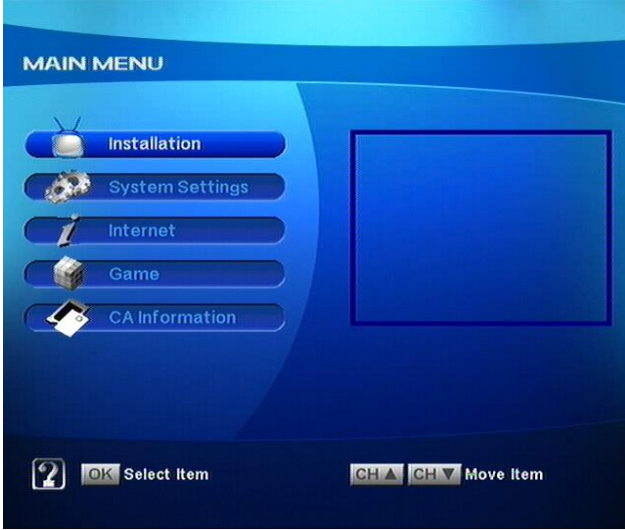 MAIN MENU
Installation
System Settings
Internet
Game
CA Information
? OK Select Item CH ▲ CH ▼ Move Item